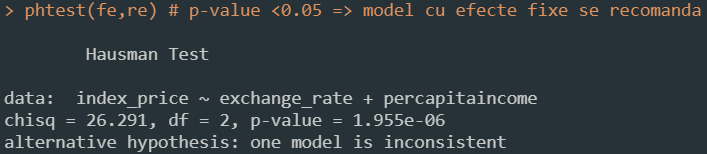 > phtest(fe,re) # p-value <0.05 => model cu efecte fixe se recomanda
Hausman Test
data:  index_price ~ exchange_rate + percapitaincome
chisq = 26.291, df = 2, p-value = 1.955e-06
alternative hypothesis: one model is inconsistent